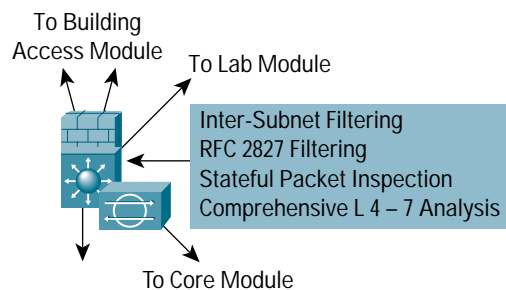 To Building
Access Module
To Lab Module
Inter-Subnet Filtering
RFC 2827 Filtering
Stateful Packet Inspection
Comprehensive L 4 – 7 Analysis
To Core Module